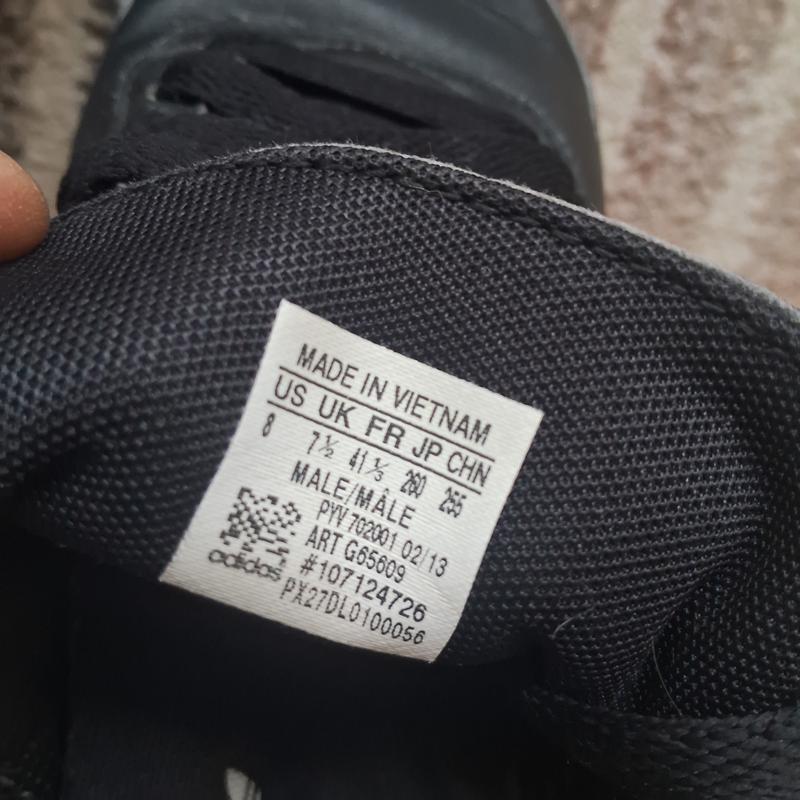 MADE IN VIETNAM
US UK FR JP CHN
8 7½ 41⅓ 260 255
MALE/MÂLE
PYV 702001 02/13
ART G65609
#107124726
PX27DL0100056
adidas